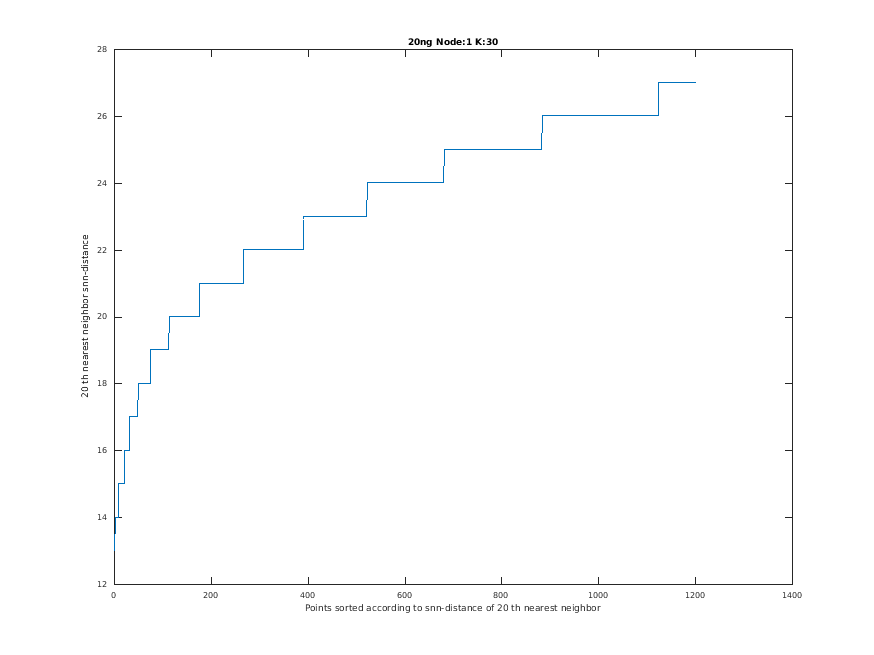 20ng Node:1 K:30
28
26
24
22
20
18
16
14
12
20 th nearest neighbor snn-distance
0 200 400 600 800 1000 1200 1400
Points sorted according to snn-distance of 20 th nearest neighbor